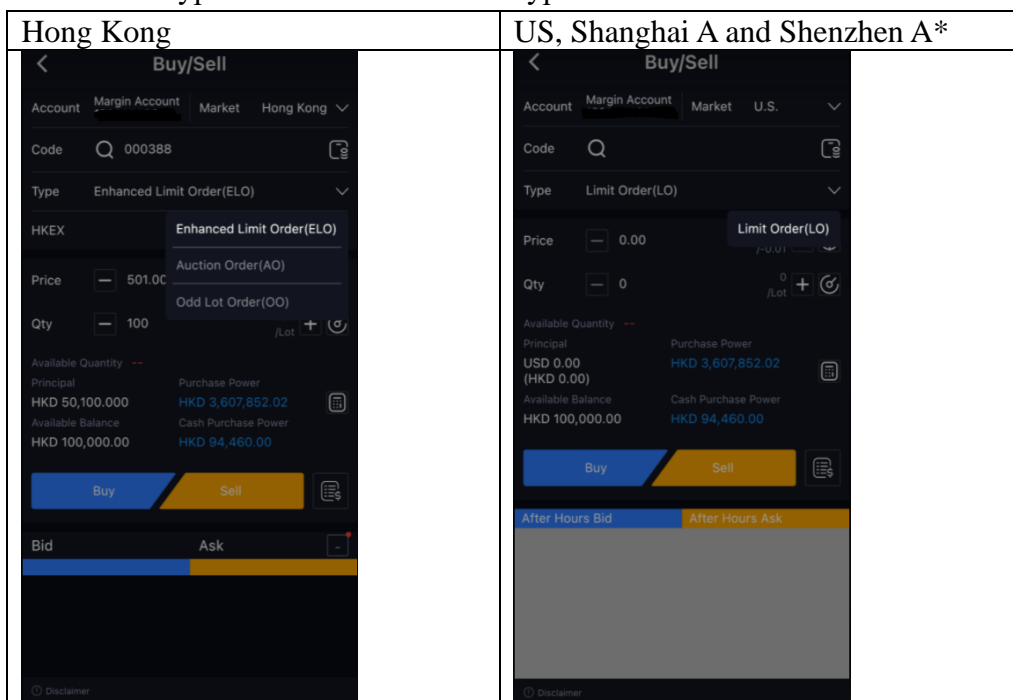 Hong Kong
Buy/Sell
Account Margin Account Market Hong Kong
Code 000388
Type Enhanced Limit Order(ELO)
HKEX
Enhanced Limit Order(ELO)
Auction Order(AO)
Odd Lot Order(OO)
Price 501.00
Qty 100
/Lot
Available Quantity --
Principal Purchase Power
HKD 50,100.000 HKD 3,607,852.02
Available Balance Cash Purchase Power
HKD 100,000.00 HKD 94,460.00
Buy Sell
Bid Ask
Disclaimer
US, Shanghai A and Shenzhen A*
Buy/Sell
Account Margin Account Market U.S.
Code
Type Limit Order(LO)
Limit Order(LO)
Price 0.00
Qty 0 0
/Lot
Available Quantity --
Principal Purchase Power
USD 0.00 HKD 3,607,852.02
(HKD 0.00)
Available Balance Cash Purchase Power
HKD 100,000.00 HKD 94,460.00
Buy Sell
After Hours Bid After Hours Ask
Disclaimer